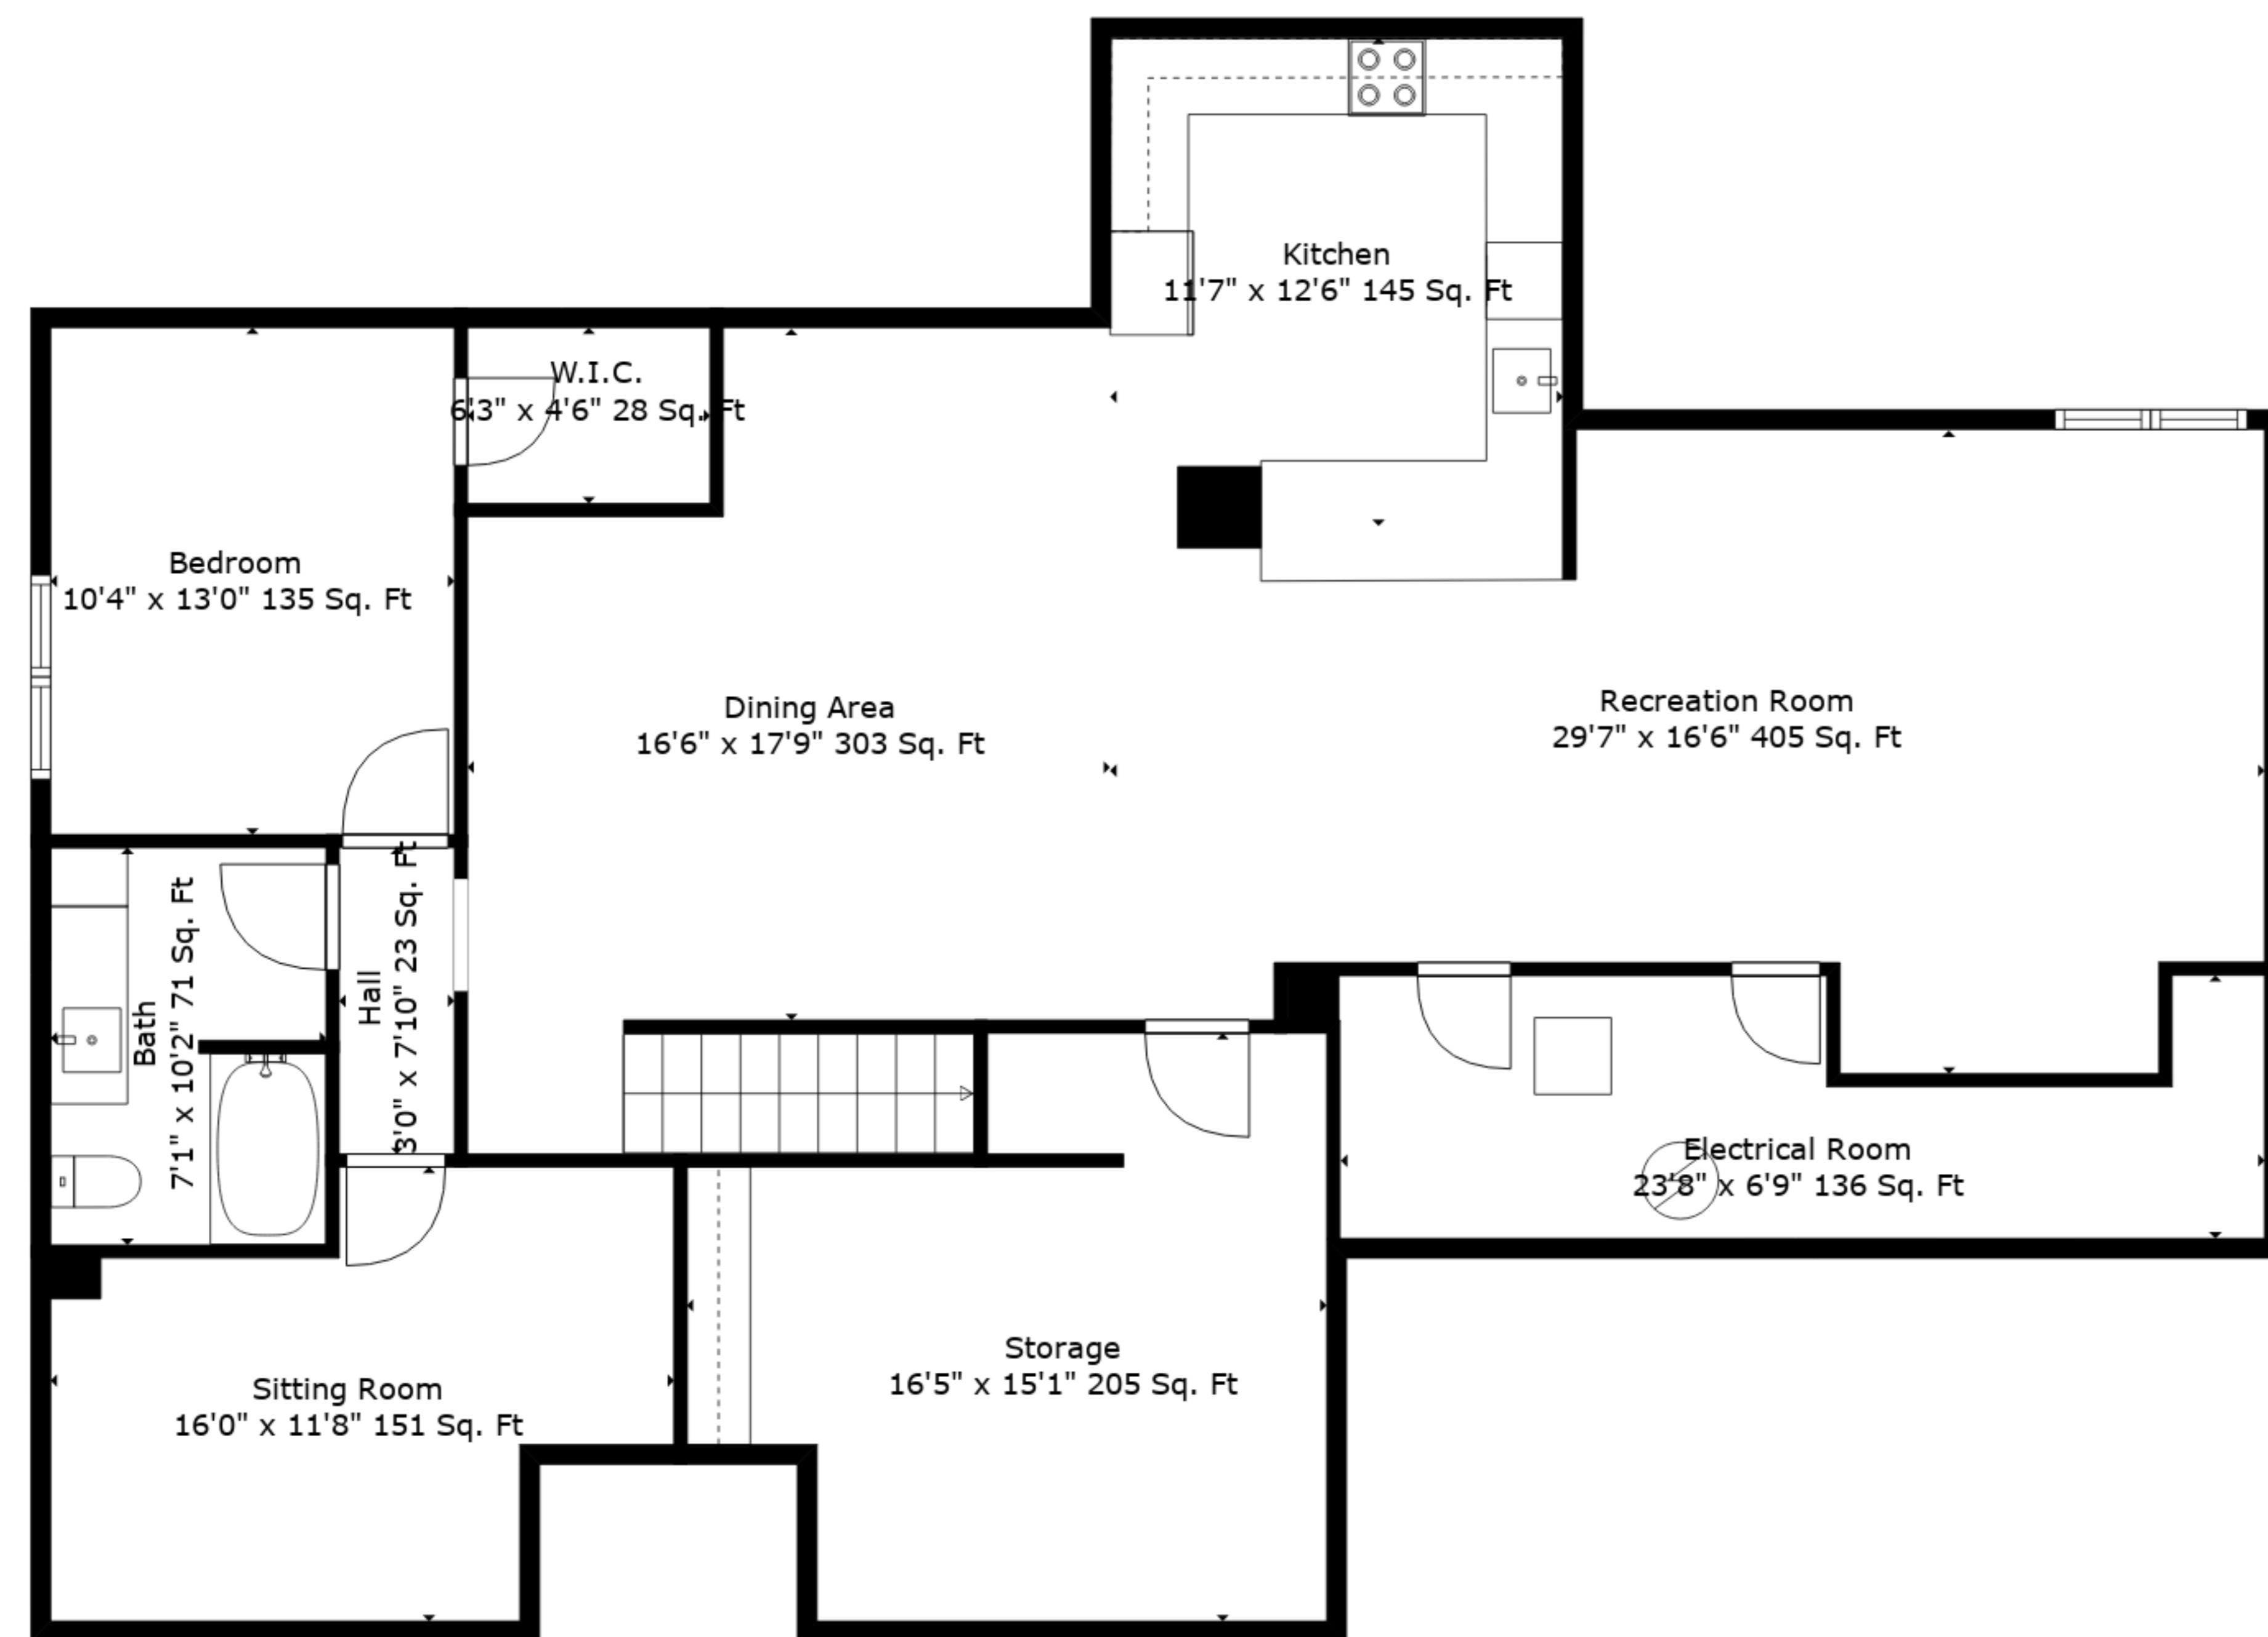 Kitchen
11'7" x 12'6" 145 Sq. Ft
W.I.C.
6'3" x 4'6" 28 Sq. Ft
Bedroom
10'4" x 13'0" 135 Sq. Ft
Dining Area
16'6" x 17'9" 303 Sq. Ft
Recreation Room
29'7" x 16'6" 405 Sq. Ft
Bath
7'1" x 10'2" 71 Sq. Ft
Hall
3'0" x 7'10" 23 Sq. Ft
Electrical Room
23'8" x 6'9" 136 Sq. Ft
Storage
16'5" x 15'1" 205 Sq. Ft
Sitting Room
16'0" x 11'8" 151 Sq. Ft